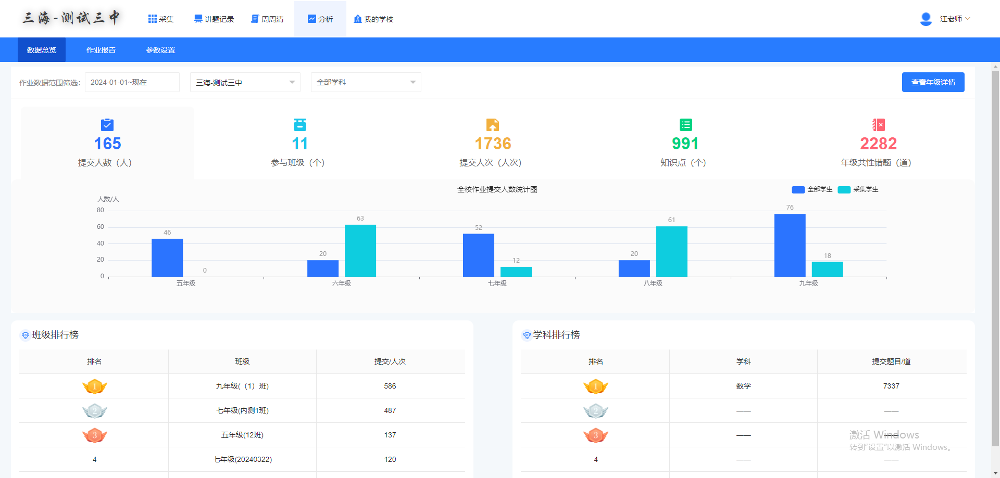 三海-测试三中
采集
讲题记录
周周清
分析
我的学校
汪老师
数据总览
作业报告
参数设置
作业数据范围筛选:
2024-01-01~现在
三海-测试三中
全部学科
查看年级详情
165
提交人数（人）
11
参与班级（个）
1736
提交人次（人次）
991
知识点（个）
2282
年级共性错题（道）
全校作业提交人数统计图
全部学生
采集学生
人数/人
80
60
40
20
0
46
0
20
63
52
12
20
61
76
18
五年级
六年级
七年级
八年级
九年级
班级排行榜
排名 班级 提交/人次
1 九年级(（1）班) 586
2 七年级(内测1班) 487
3 五年级(12班) 137
4 七年级(20240322) 120
学科排行榜
排名 学科 提交题目/道
1 数学 7337
2 —— ——
3 —— ——
4 —— ——
激活 Windows
转到"设置"以激活 Windows。